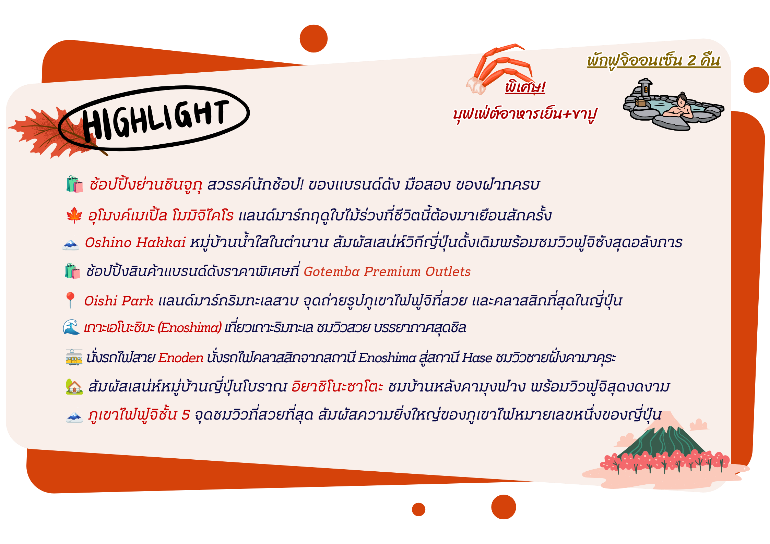 พักฟูจิออนเซ็น 2 คืน
พิเศษ!
บุฟเฟ่ต์อาหารเย็น+ขาปู
HIGHLIGHT
ช้อปปิ้งย่านชินจูกุ สวรรค์นักช้อป! ของแบรนด์ดัง มือสอง ของฝากครบ
อุโมงค์เมเปิ้ล โมมิจิไคโร แลนด์มาร์กฤดูใบไม้ร่วงที่ชีวิตนี้ต้องมาเยือนสักครั้ง
Oshino Hakkai หมู่บ้านน้ำใสในตำนาน สัมผัสเสน่ห์วิถีญี่ปุ่นดั้งเดิมพร้อมชมวิวฟูจิซังสุดอลังการ
ช้อปปิ้งสินค้าแบรนด์ดังราคาพิเศษที่ Gotemba Premium Outlets
Oishi Park แลนด์มาร์กริมทะเลสาบ จุดถ่ายรูปภูเขาไฟฟูจิที่สวย และคลาสสิกที่สุดในญี่ปุ่น
เกาะเอโนะชิมะ (Enoshima) เที่ยวเกาะริมทะเล ชมวิวสวย บรรยากาศสุดชิล
นั่งรถไฟสาย Enoden นั่งรถไฟคลาสสิกจากสถานี Enoshima สู่สถานี Hase ชมวิวชายฝั่งคามาคุระ
สัมผัสเสน่ห์หมู่บ้านญี่ปุ่นโบราณ อิยาชิโนะซาโตะ ชมบ้านหลังคามุงฟาง พร้อมวิวฟูจิสุดงดงาม
ภูเขาไฟฟูจิชั้น 5 จุดชมวิวที่สวยที่สุด สัมผัสความยิ่งใหญ่ของภูเขาไฟหมายเลขหนึ่งของญี่ปุ่น